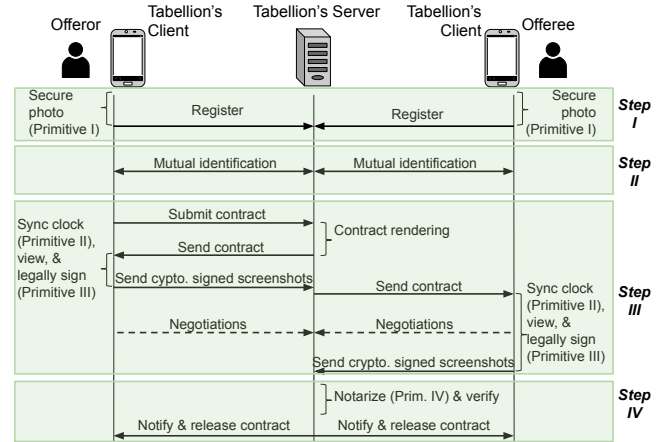 Offeror
Tabellion's
Client
Tabellion's Server
Tabellion's
Client
Offeree
Secure
photo
(Primitive I)
Register
Register
Secure
photo
(Primitive I)
Step
I
Mutual identification
Mutual identification
Step
II
Submit contract
Contract rendering
Send contract
Sync clock
(Primitive II),
view, &
legally sign
(Primitive III)
Send crypto. signed screenshots
Send contract
Sync clock
(Primitive II),
view, &
legally sign
(Primitive III)
Negotiations
Negotiations
Send crypto. signed screenshots
Step
III
Notarize (Prim. IV) & verify
Notify & release contract
Notify & release contract
Step
IV